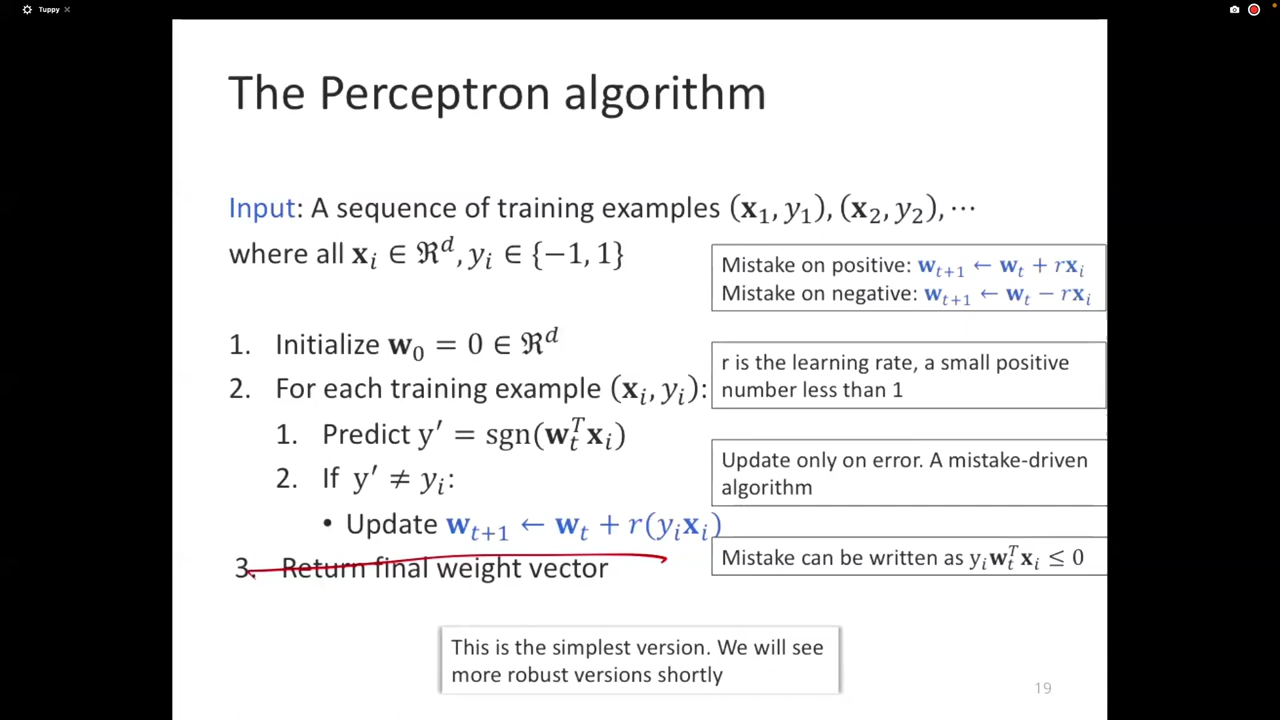 Tuppy
The Perceptron algorithm
Input: A sequence of training examples (𝐱₁, y₁), (𝐱₂, y₂), ⋯
where all 𝐱ᵢ ∈ ℜᵈ, yᵢ ∈ {−1, 1}
Mistake on positive: 𝐰ₜ₊₁ ← 𝐰ₜ + r𝐱ᵢ
Mistake on negative: 𝐰ₜ₊₁ ← 𝐰ₜ − r𝐱ᵢ
1. Initialize 𝐰₀ = 0 ∈ ℜᵈ
2. For each training example (𝐱ᵢ, yᵢ):
r is the learning rate, a small positive
number less than 1
1. Predict y′ = sgn(𝐰ₜᵀ𝐱ᵢ)
2. If y′ ≠ yᵢ:
Update only on error. A mistake-driven
algorithm
• Update 𝐰ₜ₊₁ ← 𝐰ₜ + r(yᵢ𝐱ᵢ)
3. Return final weight vector
Mistake can be written as yᵢ𝐰ₜᵀ𝐱ᵢ ≤ 0
This is the simplest version. We will see
more robust versions shortly
19